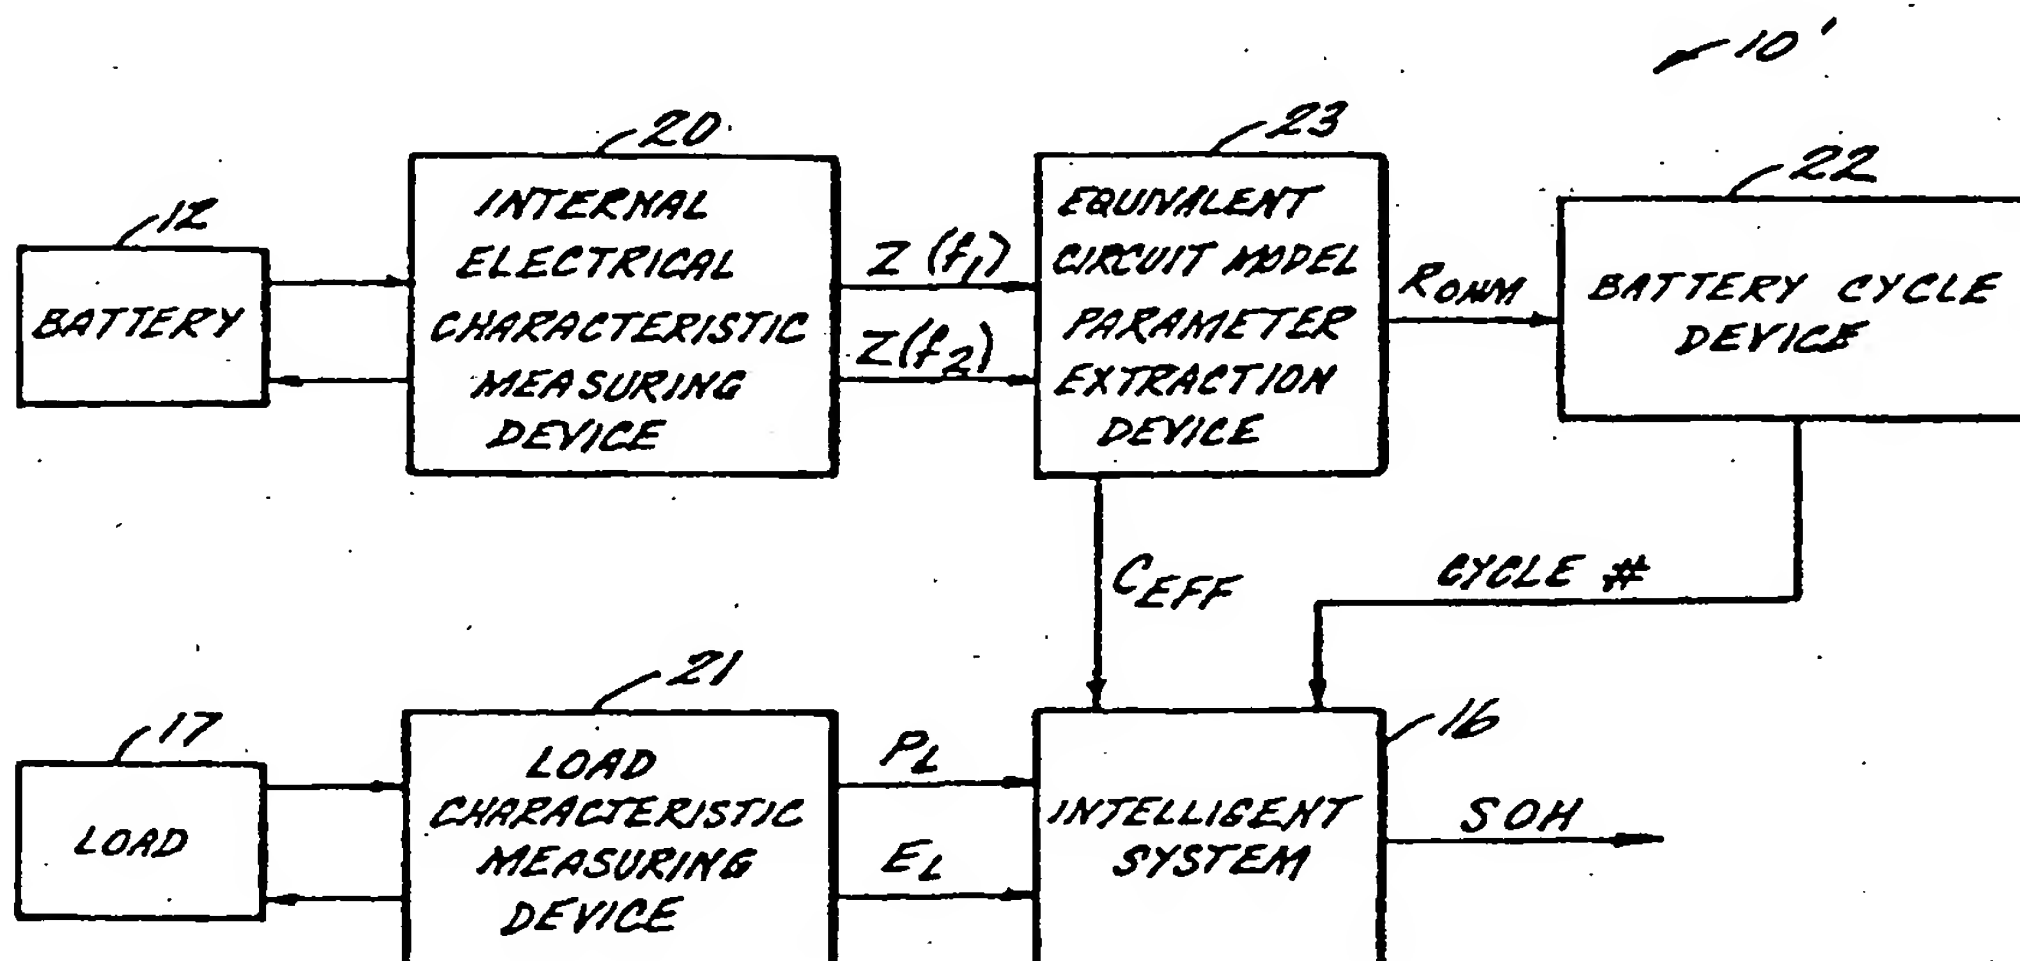 10'
20
23
22
12
INTERNAL
ELECTRICAL
CHARACTERISTIC
MEASURING
DEVICE
EQUIVALENT
CIRCUIT MODEL
PARAMETER
EXTRACTION
DEVICE
Z (f1)
Z(f2)
ROHM
BATTERY CYCLE
DEVICE
BATTERY
CEFF
CYCLE #
21
17
16
LOAD
CHARACTERISTIC
MEASURING
DEVICE
PL
EL
INTELLIGENT
SYSTEM
SOH
LOAD